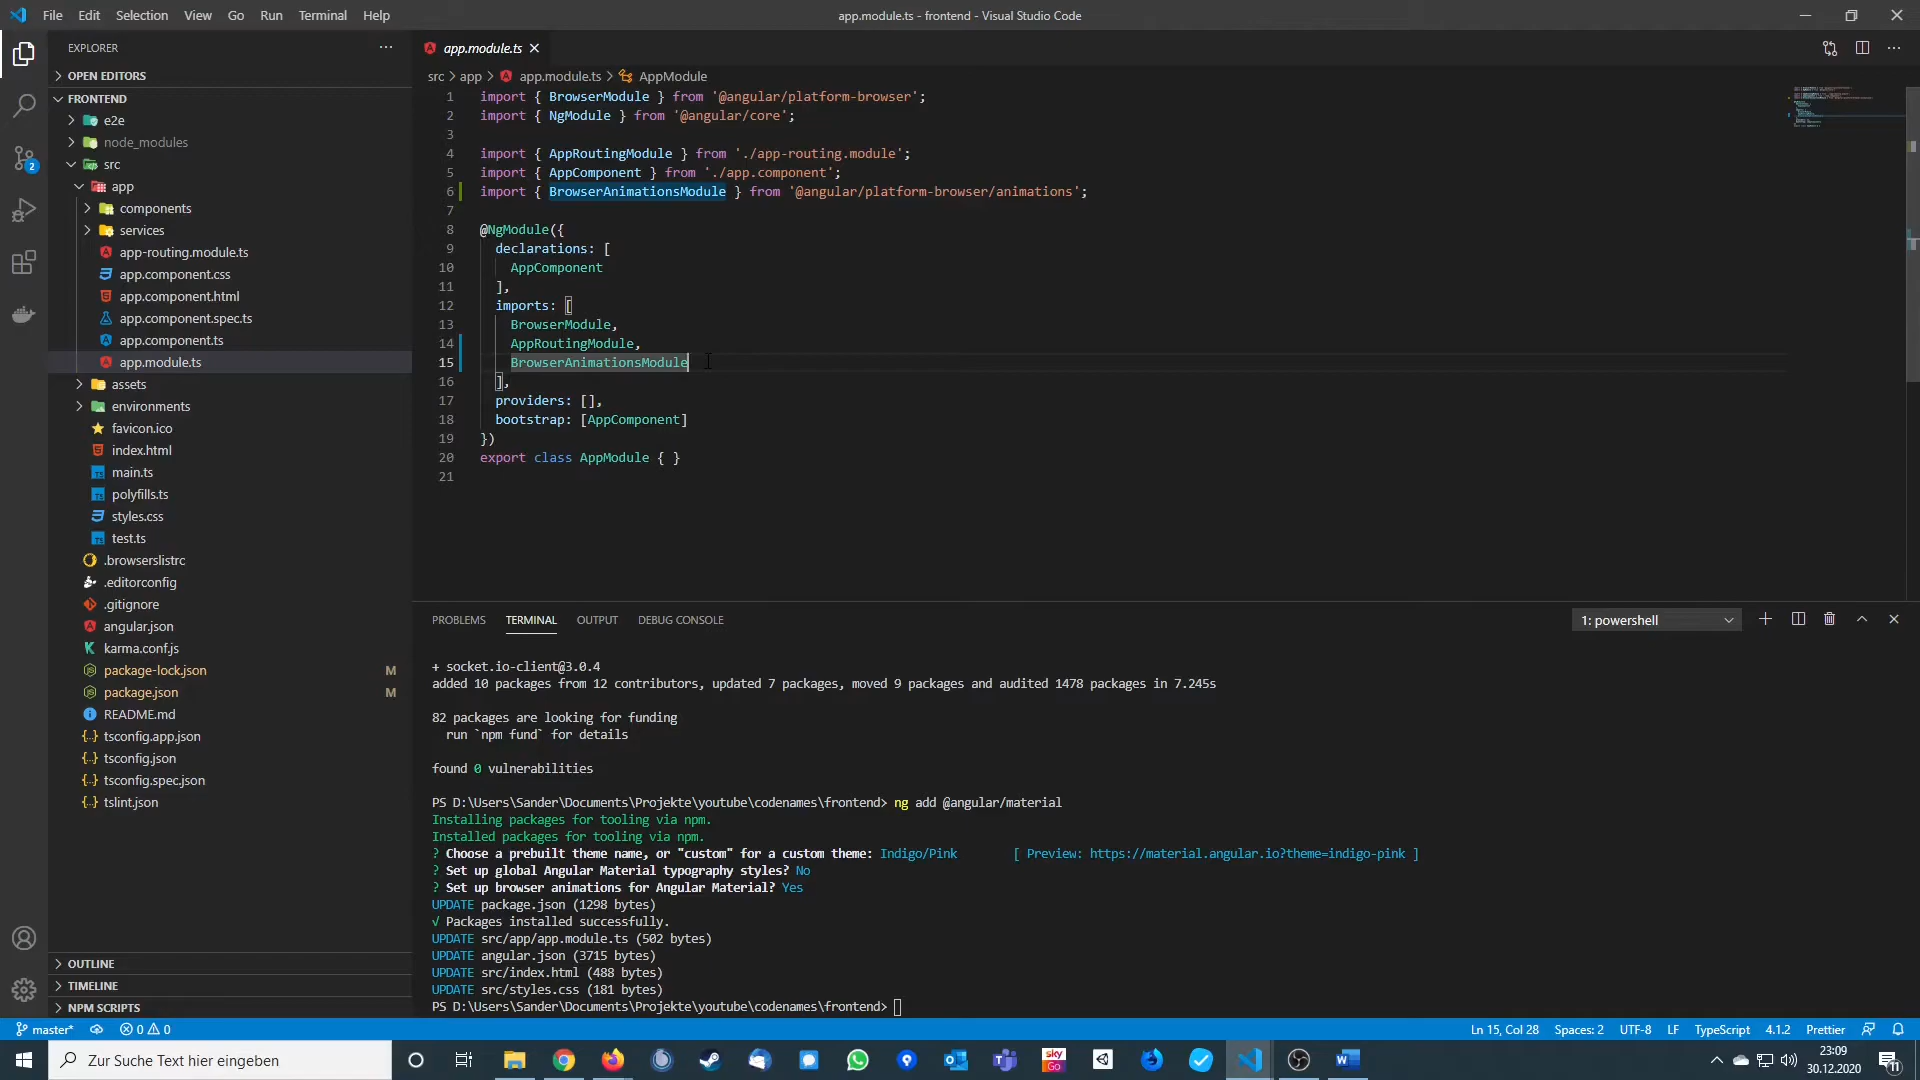 File Edit Selection View Go Run Terminal Help
app.module.ts - frontend - Visual Studio Code
EXPLORER
OPEN EDITORS
FRONTEND
e2e
node_modules
src
app
components
services
app-routing.module.ts
app.component.css
app.component.html
app.component.spec.ts
app.component.ts
app.module.ts
assets
environments
favicon.ico
index.html
main.ts
polyfills.ts
styles.css
test.ts
.browserslistrc
.editorconfig
.gitignore
angular.json
karma.conf.js
package-lock.json M
package.json M
README.md
tsconfig.app.json
tsconfig.json
tsconfig.spec.json
tslint.json
OUTLINE
TIMELINE
NPM SCRIPTS
2
app.module.ts
src > app > app.module.ts > AppModule
1 import { BrowserModule } from '@angular/platform-browser';
2 import { NgModule } from '@angular/core';
3
4 import { AppRoutingModule } from './app-routing.module';
5 import { AppComponent } from './app.component';
6 import { BrowserAnimationsModule } from '@angular/platform-browser/animations';
7
8 @NgModule({
9 declarations: [
10 AppComponent
11 ],
12 imports: [
13 BrowserModule,
14 AppRoutingModule,
15 BrowserAnimationsModule
16 ],
17 providers: [],
18 bootstrap: [AppComponent]
19 })
20 export class AppModule { }
21
PROBLEMS TERMINAL OUTPUT DEBUG CONSOLE
1: powershell
+ socket.io-client@3.0.4
added 10 packages from 12 contributors, updated 7 packages, moved 9 packages and audited 1478 packages in 7.245s
82 packages are looking for funding
run `npm fund` for details
found 0 vulnerabilities
PS D:\Users\Sander\Documents\Projekte\youtube\codenames\frontend> ng add @angular/material
Installing packages for tooling via npm.
Installed packages for tooling via npm.
? Choose a prebuilt theme name, or "custom" for a custom theme: Indigo/Pink [ Preview: https://material.angular.io?theme=indigo-pink ]
? Set up global Angular Material typography styles? No
? Set up browser animations for Angular Material? Yes
UPDATE package.json (1298 bytes)
√ Packages installed successfully.
UPDATE src/app/app.module.ts (502 bytes)
UPDATE angular.json (3715 bytes)
UPDATE src/index.html (488 bytes)
UPDATE src/styles.css (181 bytes)
PS D:\Users\Sander\Documents\Projekte\youtube\codenames\frontend>
master* 0 0
Ln 15, Col 28 Spaces: 2 UTF-8 LF TypeScript 4.1.2 Prettier
Zur Suche Text hier eingeben
sky
Go
W
23:09
30.12.2020
11